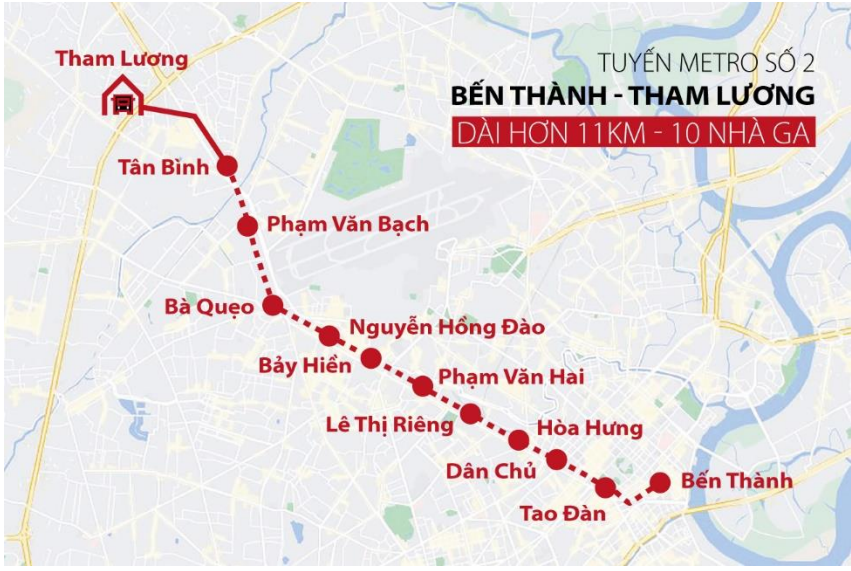 TUYẾN METRO SỐ 2
BẾN THÀNH - THAM LƯƠNG
DÀI HƠN 11KM - 10 NHÀ GA
Tham Lương
Tân Bình
Phạm Văn Bạch
Bà Quẹo
Nguyễn Hồng Đào
Bảy Hiền
Phạm Văn Hai
Lê Thị Riêng
Hòa Hưng
Dân Chủ
Bến Thành
Tao Đàn